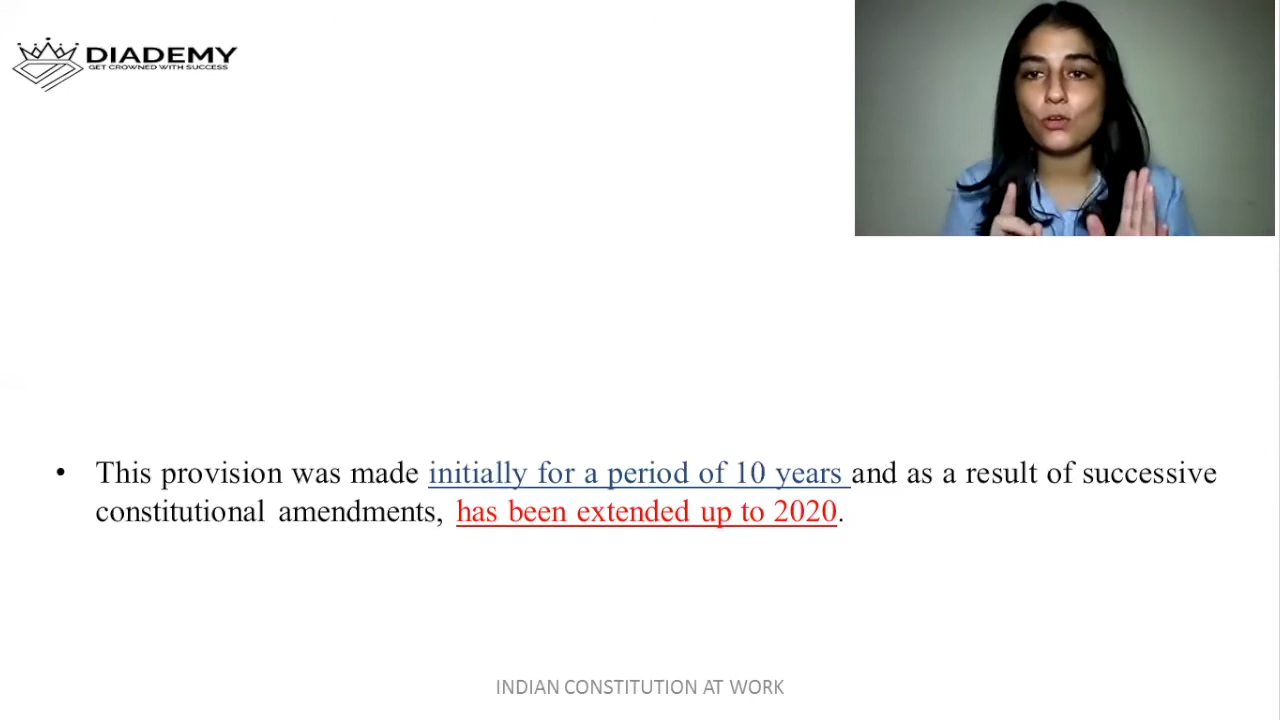 DIADEMY
GET CROWNED WITH SUCCESS
• This provision was made initially for a period of 10 years and as a result of successive
constitutional amendments, has been extended up to 2020.
INDIAN CONSTITUTION AT WORK